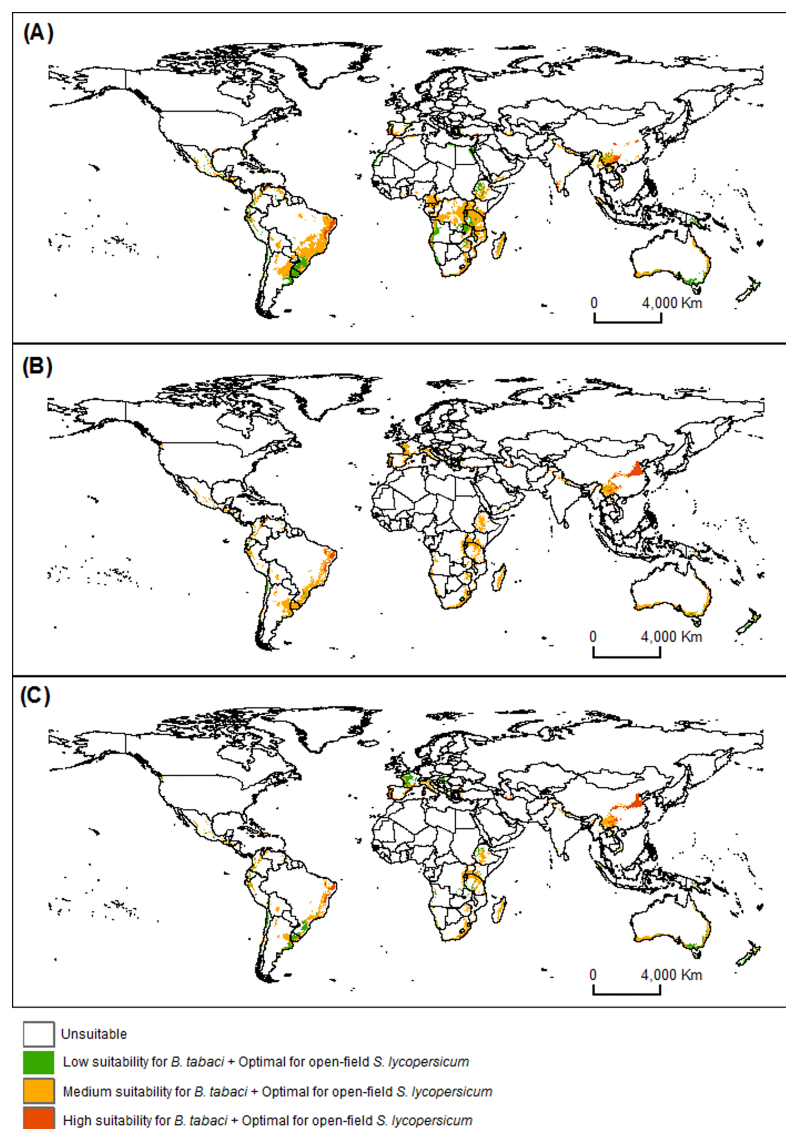 (A)
0 4,000 Km
(B)
0 4,000 Km
(C)
0 4,000 Km
Unsuitable
Low suitability for B. tabaci + Optimal for open-field S. lycopersicum
Medium suitability for B. tabaci + Optimal for open-field S. lycopersicum
High suitability for B. tabaci + Optimal for open-field S. lycopersicum